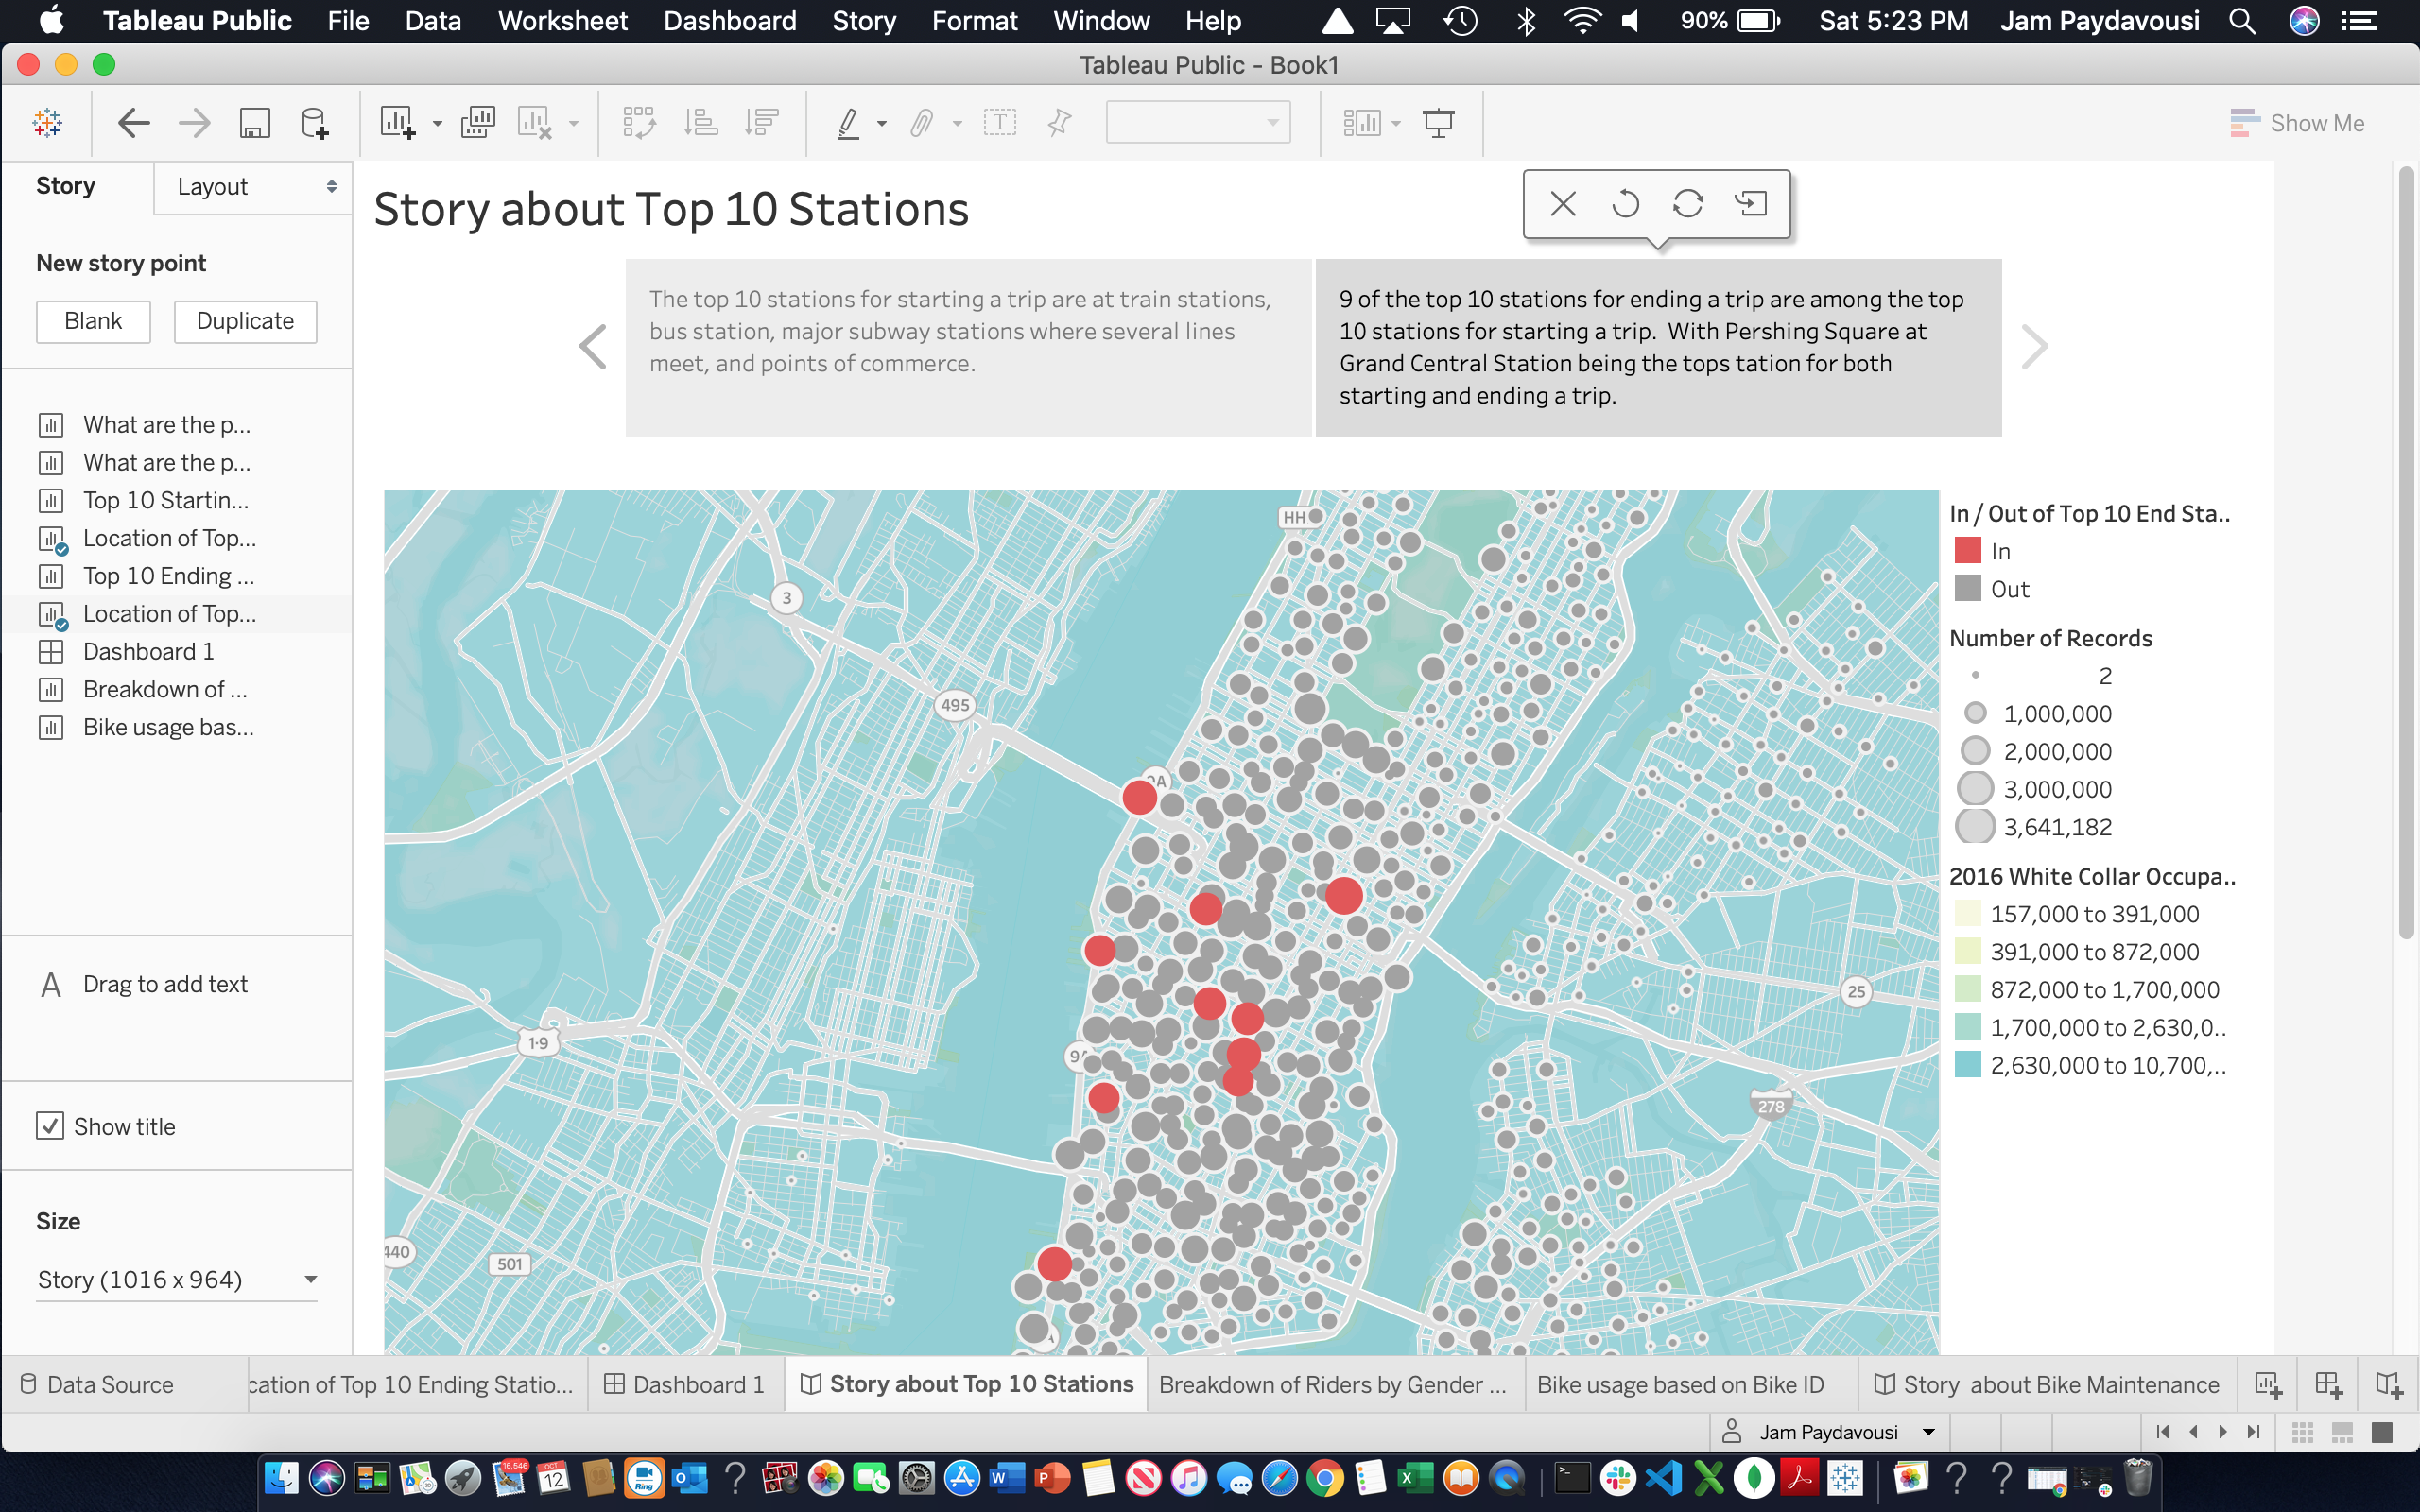 Tableau Public File Data Worksheet Dashboard Story Format Window Help 90% Sat 5:23 PM Jam Paydavousi
Tableau Public - Book1
Show Me
Story Layout
New story point
Blank Duplicate
What are the p...
What are the p...
Top 10 Startin...
Location of Top...
Top 10 Ending ...
Location of Top...
Dashboard 1
Breakdown of ...
Bike usage bas...
A Drag to add text
Show title
Size
Story (1016 x 964)
Story about Top 10 Stations
The top 10 stations for starting a trip are at train stations,
bus station, major subway stations where several lines
meet, and points of commerce.
9 of the top 10 stations for ending a trip are among the top
10 stations for starting a trip. With Pershing Square at
Grand Central Station being the tops tation for both
starting and ending a trip.
HH
3
495
9A
25
1-9
9A
278
440
501
A
In / Out of Top 10 End Sta..
In
Out
Number of Records
2
1,000,000
2,000,000
3,000,000
3,641,182
2016 White Collar Occupa..
157,000 to 391,000
391,000 to 872,000
872,000 to 1,700,000
1,700,000 to 2,630,0..
2,630,000 to 10,700,..
Data Source cation of Top 10 Ending Statio... Dashboard 1 Story about Top 10 Stations Breakdown of Riders by Gender ... Bike usage based on Bike ID Story about Bike Maintenance
Jam Paydavousi
16,546
OCT
12
Ring